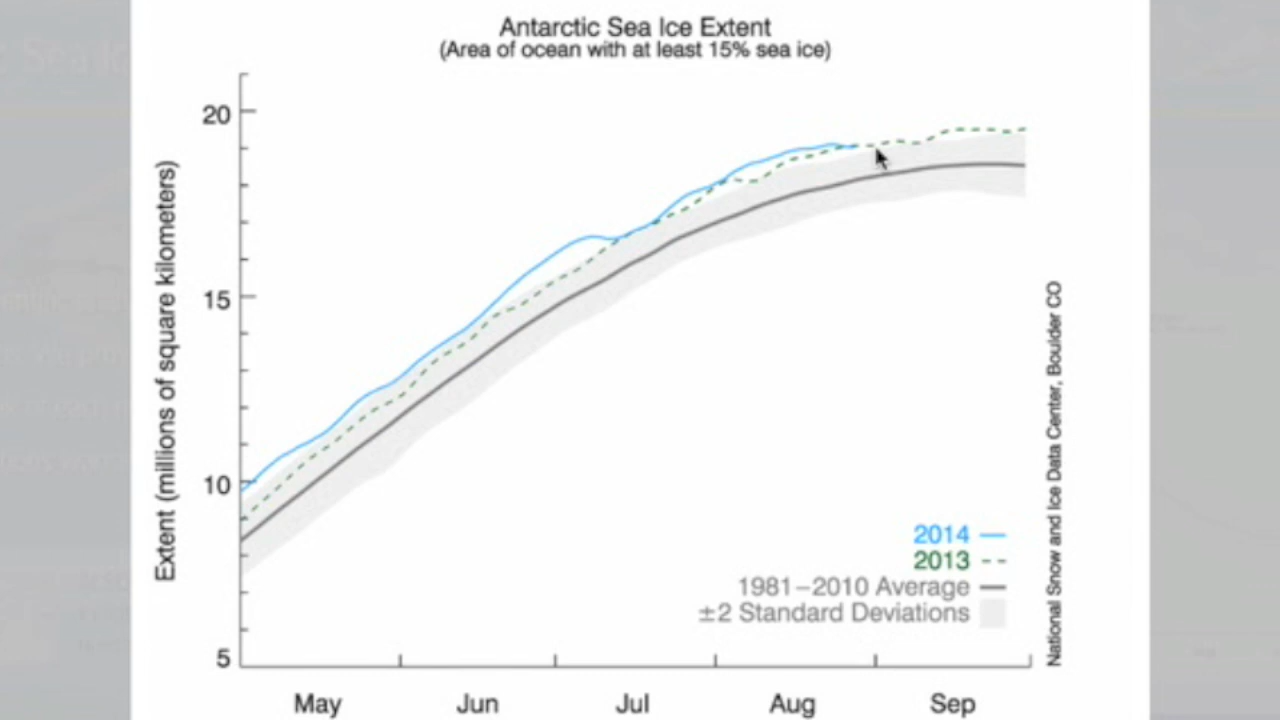 Antarctic Sea Ice Extent
(Area of ocean with at least 15% sea ice)
Extent (millions of square kilometers)
20
15
10
5
May Jun Jul Aug Sep
2014
2013
1981–2010 Average
±2 Standard Deviations
National Snow and Ice Data Center, Boulder CO